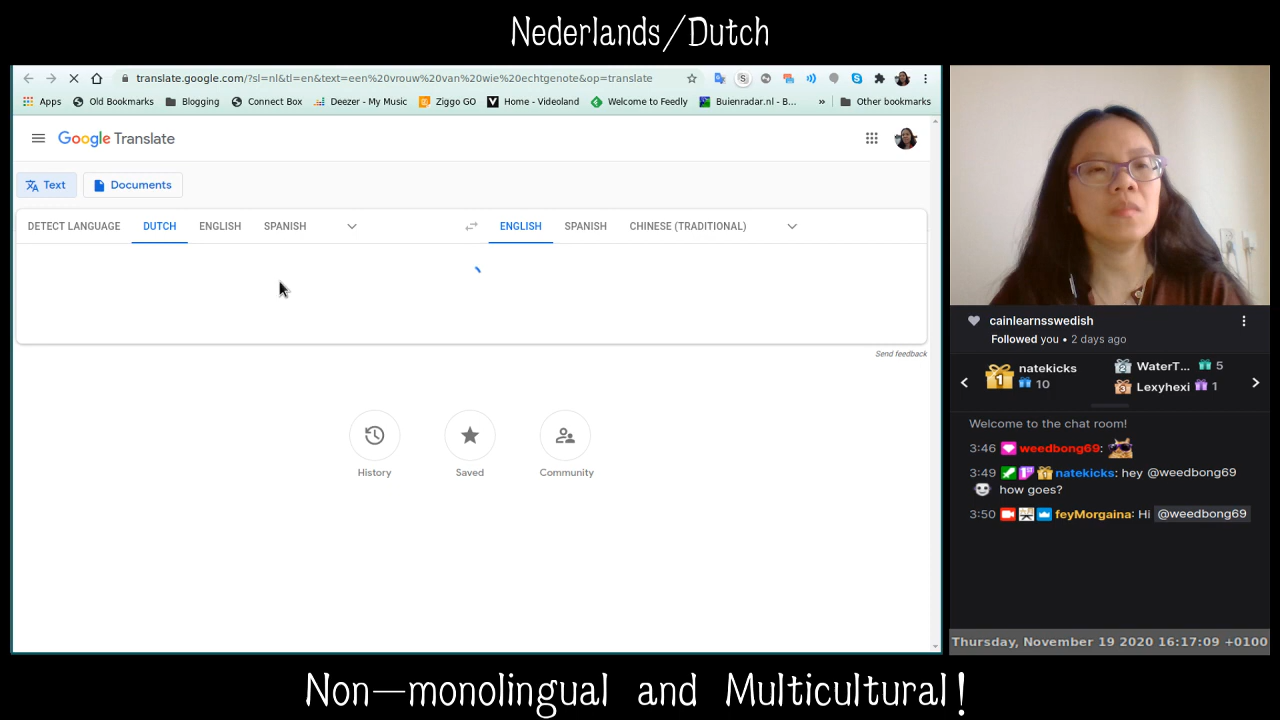 Nederlands/Dutch
translate.google.com/?sl=nl&tl=en&text=een%20vrouw%20van%20wie%20echtgenote&op=translate
Apps Old Bookmarks Blogging Connect Box Deezer - My Music Ziggo GO Home - Videoland Welcome to Feedly Buienradar.nl - B... » Other bookmarks
Google Translate
Text Documents
DETECT LANGUAGE DUTCH ENGLISH SPANISH ENGLISH SPANISH CHINESE (TRADITIONAL)
Send feedback
History Saved Community
cainlearnsswedish
Followed you • 2 days ago
1 natekicks 10
2 WaterT... 5
3 Lexyhexi 1
Welcome to the chat room!
3:46 weedbong69:
3:49 natekicks: hey @weedbong69
how goes?
3:50 feyMorgaina: Hi @weedbong69
Thursday, November 19 2020 16:17:09 +0100
Non-monolingual and Multicultural!